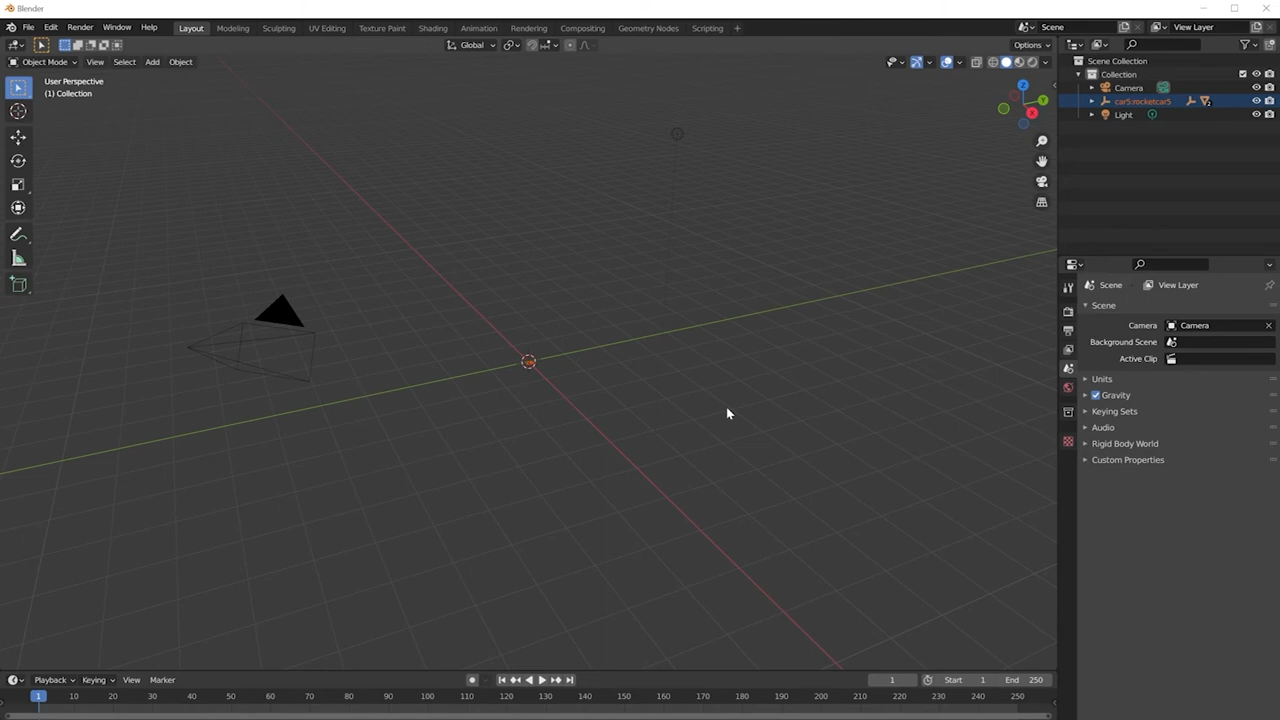 Blender
File Edit Render Window Help
Layout Modeling Sculpting UV Editing Texture Paint Shading Animation Rendering Compositing Geometry Nodes Scripting +
Scene
View Layer
Global
Options
Object Mode View Select Add Object
User Perspective
(1) Collection
Z
Y
X
Scene Collection
Collection
Camera
car5:rocketcar5
2
Light
Scene View Layer
Scene
Camera Camera
Background Scene
Active Clip
Units
Gravity
Keying Sets
Audio
Rigid Body World
Custom Properties
Playback Keying View Marker
1 Start 1 End 250
1 10 20 30 40 50 60 70 80 90 100 110 120 130 140 150 160 170 180 190 200 210 220 230 240 250